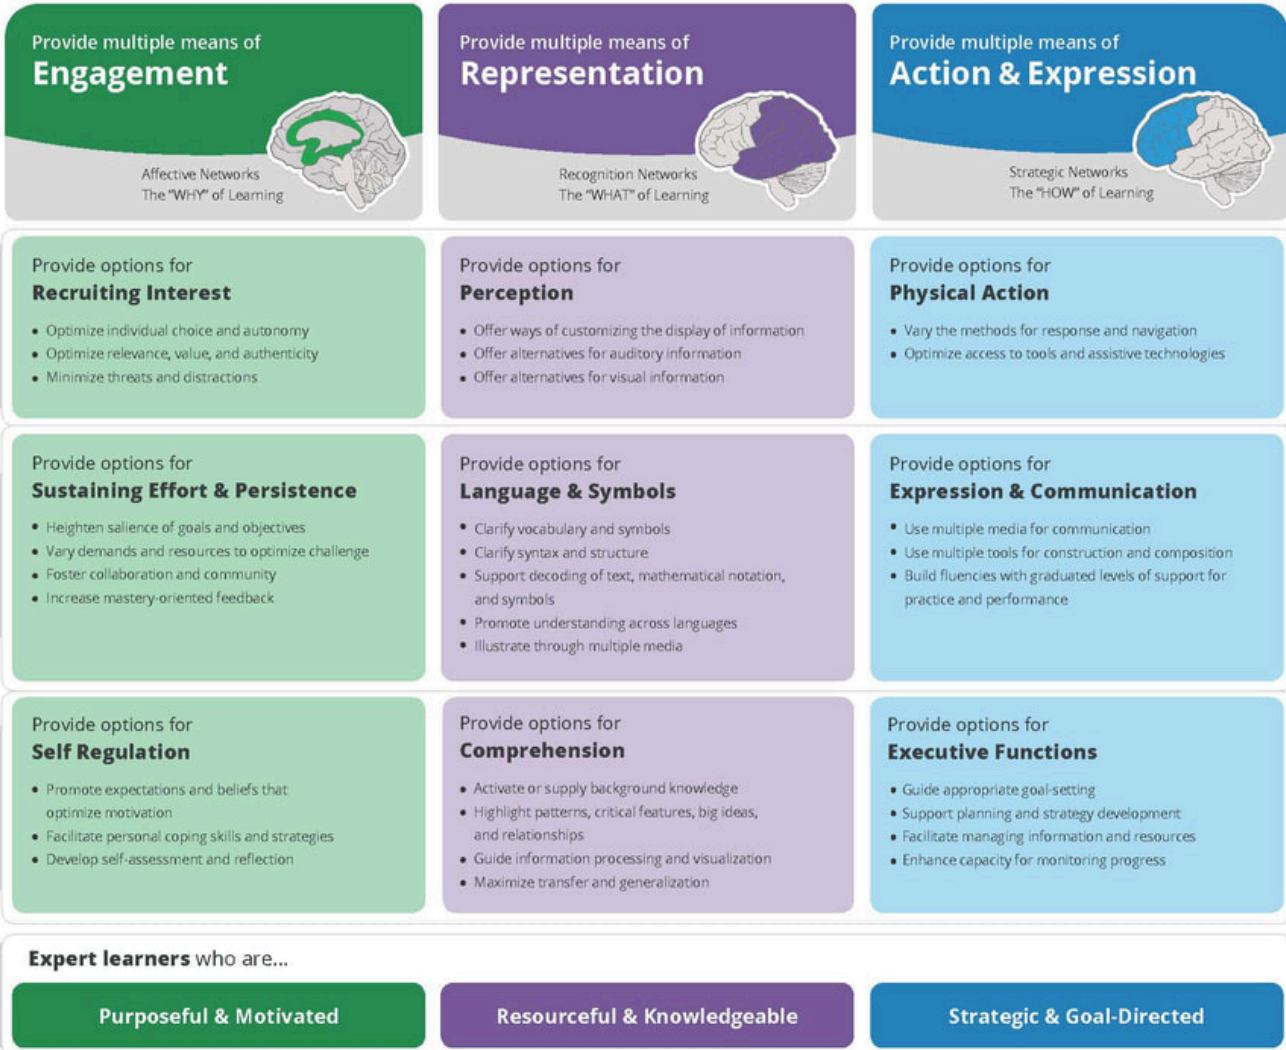 Provide multiple means of
Engagement
Affective Networks
The "WHY" of Learning
Provide multiple means of
Representation
Recognition Networks
The "WHAT" of Learning
Provide multiple means of
Action & Expression
Strategic Networks
The "HOW" of Learning
Provide options for
Recruiting Interest
• Optimize individual choice and autonomy
• Optimize relevance, value, and authenticity
• Minimize threats and distractions
Provide options for
Perception
• Offer ways of customizing the display of information
• Offer alternatives for auditory information
• Offer alternatives for visual information
Provide options for
Physical Action
• Vary the methods for response and navigation
• Optimize access to tools and assistive technologies
Provide options for
Sustaining Effort & Persistence
• Heighten salience of goals and objectives
• Vary demands and resources to optimize challenge
• Foster collaboration and community
• Increase mastery-oriented feedback
Provide options for
Language & Symbols
• Clarify vocabulary and symbols
• Clarify syntax and structure
• Support decoding of text, mathematical notation,
and symbols
• Promote understanding across languages
• Illustrate through multiple media
Provide options for
Expression & Communication
• Use multiple media for communication
• Use multiple tools for construction and composition
• Build fluencies with graduated levels of support for
practice and performance
Provide options for
Self Regulation
• Promote expectations and beliefs that
optimize motivation
• Facilitate personal coping skills and strategies
• Develop self-assessment and reflection
Provide options for
Comprehension
• Activate or supply background knowledge
• Highlight patterns, critical features, big ideas,
and relationships
• Guide information processing and visualization
• Maximize transfer and generalization
Provide options for
Executive Functions
• Guide appropriate goal-setting
• Support planning and strategy development
• Facilitate managing information and resources
• Enhance capacity for monitoring progress
Expert learners who are...
Purposeful & Motivated
Resourceful & Knowledgeable
Strategic & Goal-Directed